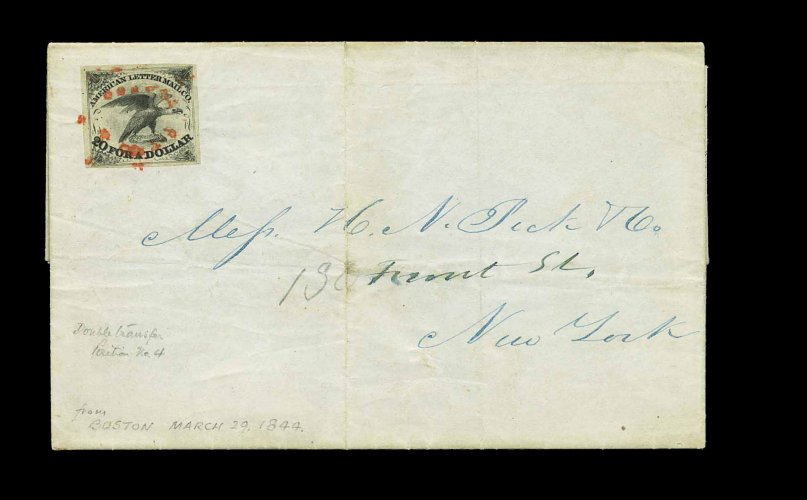 AMERICAN LETTER MAIL CO.
20 FOR A DOLLAR
Mess. H. N. Peck & Co.
Front St.
New York
Double transfer
Position No. 4
from
BOSTON MARCH 29, 1844.